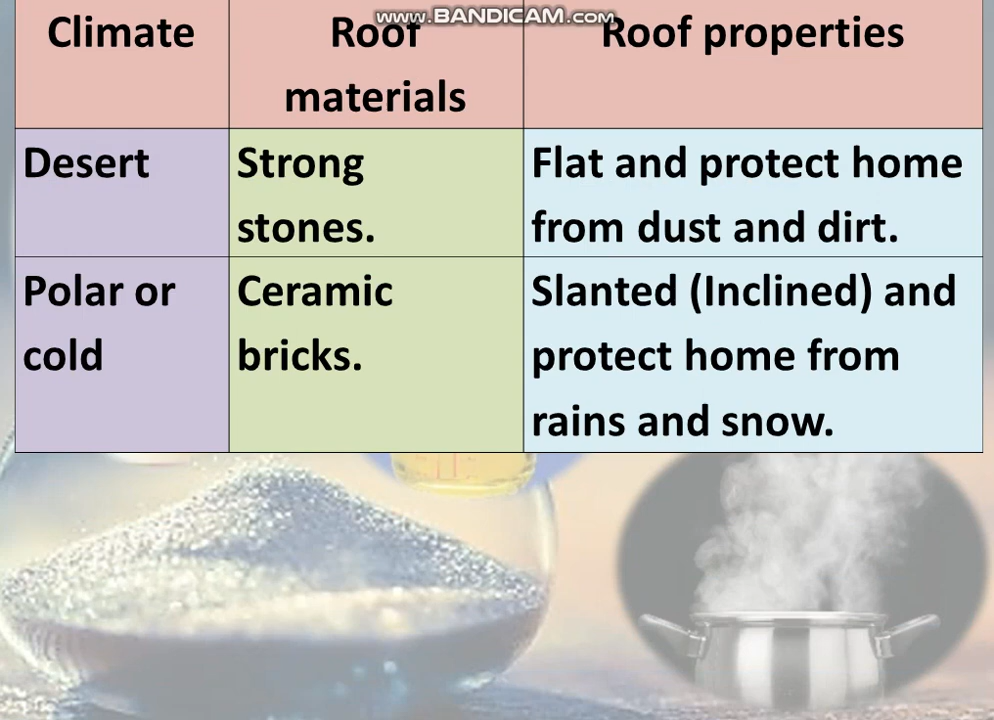 www.BANDICAM.com
Climate
Roof
materials
Roof properties
Desert
Strong
stones.
Flat and protect home
from dust and dirt.
Polar or
cold
Ceramic
bricks.
Slanted (Inclined) and
protect home from
rains and snow.